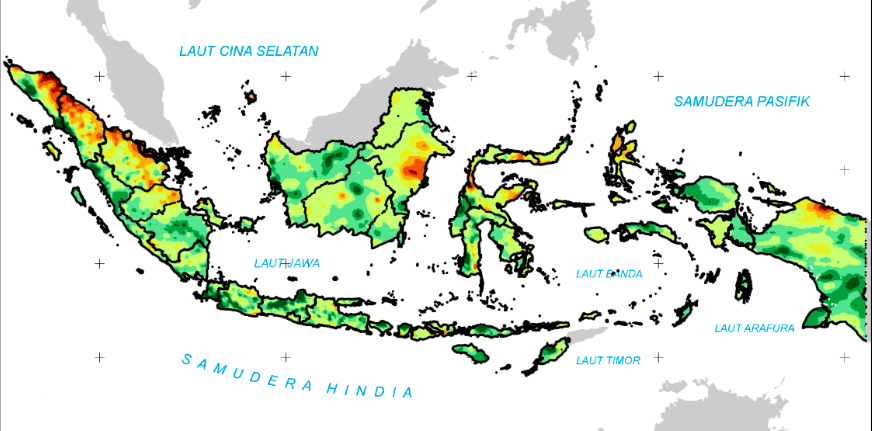 LAUT CINA SELATAN
SAMUDERA PASIFIK
LAUT JAWA
LAUT BANDA
LAUT ARAFURA
LAUT TIMOR
SAMUDERA HINDIA